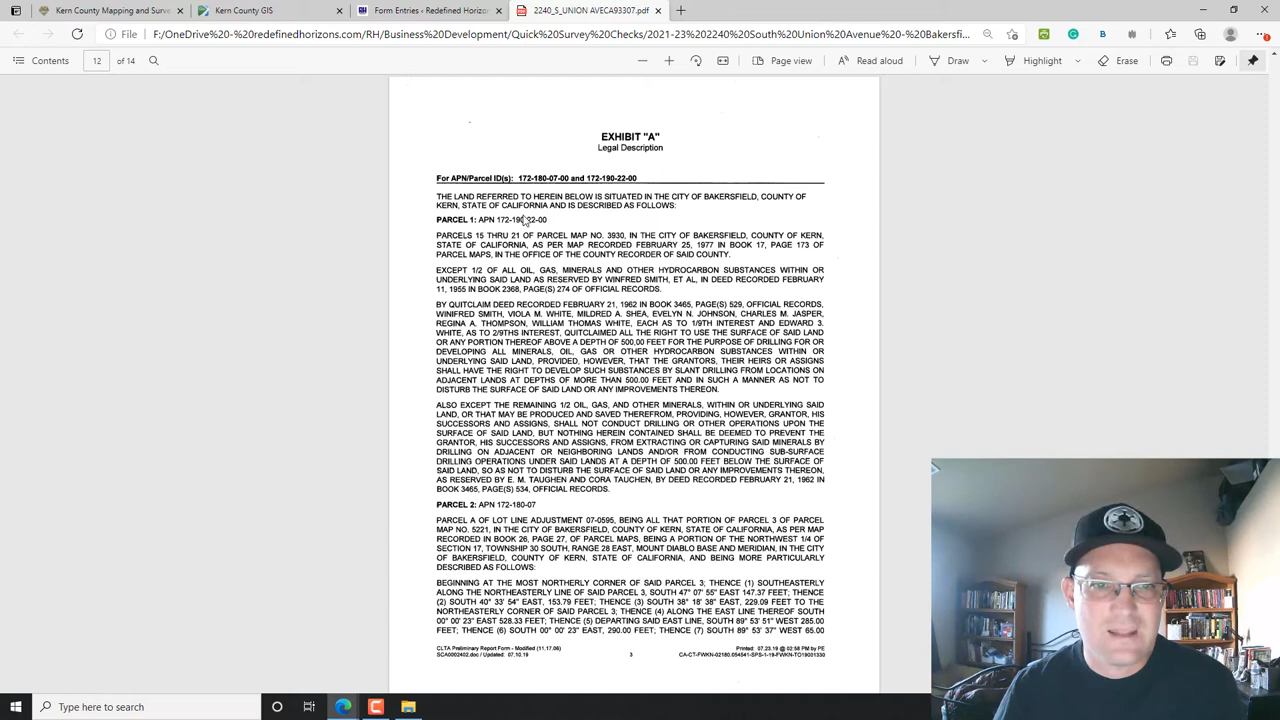 Kern County Mapping and Surve
Kern County GIS
Form Entries - Redefined Horizon
2240_S_UNION AVECA93307.pdf
File
F:/OneDrive%20-%20redefinedhorizons.com/RH/Business%20Development/Quick%20Survey%20Checks/2021-23%202240%20South%20Union%20Avenue%20-%20Bakersfi...
Contents
12
of 14
Page view
Read aloud
Draw
Highlight
Erase
EXHIBIT "A"
Legal Description
For APN/Parcel ID(s): 172-180-07-00 and 172-190-22-00
THE LAND REFERRED TO HEREIN BELOW IS SITUATED IN THE CITY OF BAKERSFIELD, COUNTY OF
KERN, STATE OF CALIFORNIA AND IS DESCRIBED AS FOLLOWS:
PARCEL 1: APN 172-190-22-00
PARCELS 15 THRU 21 OF PARCEL MAP NO. 3930, IN THE CITY OF BAKERSFIELD, COUNTY OF KERN,
STATE OF CALIFORNIA, AS PER MAP RECORDED FEBRUARY 25, 1977 IN BOOK 17, PAGE 173 OF
PARCEL MAPS, IN THE OFFICE OF THE COUNTY RECORDER OF SAID COUNTY.
EXCEPT 1/2 OF ALL OIL, GAS, MINERALS AND OTHER HYDROCARBON SUBSTANCES WITHIN OR
UNDERLYING SAID LAND AS RESERVED BY WINFRED SMITH, ET AL, IN DEED RECORDED FEBRUARY
11, 1955 IN BOOK 2368, PAGE(S) 274 OF OFFICIAL RECORDS.
BY QUITCLAIM DEED RECORDED FEBRUARY 21, 1962 IN BOOK 3465, PAGE(S) 529, OFFICIAL RECORDS,
WINIFRED SMITH, VIOLA M. WHITE, MILDRED A. SHEA, EVELYN N. JOHNSON, CHARLES M. JASPER,
REGINA A. THOMPSON, WILLIAM THOMAS WHITE, EACH AS TO 1/9TH INTEREST AND EDWARD 3.
WHITE, AS TO 2/9THS INTEREST, QUITCLAIMED ALL THE RIGHT TO USE THE SURFACE OF SAID LAND
OR ANY PORTION THEREOF ABOVE A DEPTH OF 500,00 FEET FOR THE PURPOSE OF DRILLING FOR OR
DEVELOPING ALL MINERALS, OIL, GAS OR OTHER HYDROCARBON SUBSTANCES WITHIN OR
UNDERLYING SAID LAND, PROVIDED, HOWEVER, THAT THE GRANTORS, THEIR HEIRS OR ASSIGNS
SHALL HAVE THE RIGHT TO DEVELOP SUCH SUBSTANCES BY SLANT DRILLING FROM LOCATIONS ON
ADJACENT LANDS AT DEPTHS OF MORE THAN 500.00 FEET AND IN SUCH A MANNER AS NOT TO
DISTURB THE SURFACE OF SAID LAND OR ANY IMPROVEMENTS THEREON.
ALSO EXCEPT THE REMAINING 1/2 OIL, GAS, AND OTHER MINERALS, WITHIN OR UNDERLYING SAID
LAND, OR THAT MAY BE PRODUCED AND SAVED THEREFROM, PROVIDING, HOWEVER, GRANTOR, HIS
SUCCESSORS AND ASSIGNS, SHALL NOT CONDUCT DRILLING OR OTHER OPERATIONS UPON THE
SURFACE OF SAID LAND, BUT NOTHING HEREIN CONTAINED SHALL BE DEEMED TO PREVENT THE
GRANTOR, HIS SUCCESSORS AND ASSIGNS, FROM EXTRACTING OR CAPTURING SAID MINERALS BY
DRILLING ON ADJACENT OR NEIGHBORING LANDS AND/OR FROM CONDUCTING SUB-SURFACE
DRILLING OPERATIONS UNDER SAID LANDS AT A DEPTH OF 500.00 FEET BELOW THE SURFACE OF
SAID LAND, SO AS NOT TO DISTURB THE SURFACE OF SAID LAND OR ANY IMPROVEMENTS THEREON,
AS RESERVED BY E. M. TAUGHEN AND CORA TAUCHEN, BY DEED RECORDED FEBRUARY 21, 1962 IN
BOOK 3465, PAGE(S) 534, OFFICIAL RECORDS.
PARCEL 2: APN 172-180-07
PARCEL A OF LOT LINE ADJUSTMENT 07-0595, BEING ALL THAT PORTION OF PARCEL 3 OF PARCEL
MAP NO. 5221, IN THE CITY OF BAKERSFIELD, COUNTY OF KERN, STATE OF CALIFORNIA, AS PER MAP
RECORDED IN BOOK 26, PAGE 27, OF PARCEL MAPS, BEING A PORTION OF THE NORTHWEST 1/4 OF
SECTION 17, TOWNSHIP 30 SOUTH, RANGE 28 EAST, MOUNT DIABLO BASE AND MERIDIAN, IN THE CITY
OF BAKERSFIELD, COUNTY OF KERN, STATE OF CALIFORNIA, AND BEING MORE PARTICULARLY
DESCRIBED AS FOLLOWS:
BEGINNING AT THE MOST NORTHERLY CORNER OF SAID PARCEL 3; THENCE (1) SOUTHEASTERLY
ALONG THE NORTHEASTERLY LINE OF SAID PARCEL 3, SOUTH 47° 07' 55" EAST 147.37 FEET; THENCE
(2) SOUTH 40° 33' 54" EAST, 153.79 FEET; THENCE (3) SOUTH 38° 18' 38" EAST, 229.09 FEET TO THE
NORTHEASTERLY CORNER OF SAID PARCEL 3; THENCE (4) ALONG THE EAST LINE THEREOF SOUTH
00° 00' 23" EAST 528.33 FEET; THENCE (5) DEPARTING SAID EAST LINE, SOUTH 89° 53' 51" WEST 285.00
FEET; THENCE (6) SOUTH 00° 00' 23" EAST, 290.00 FEET; THENCE (7) SOUTH 89° 53' 37" WEST 65.00
CLTA Preliminary Report Form - Modified (11.17.06)
SCA0002402.doc / Updated: 07.10.19
3
Printed: 07.23.19 @ 02:58 PM by PE
CA-CT-FWKN-02180.054541-SPS-1-19-FWKN-TO19001330
Type here to search